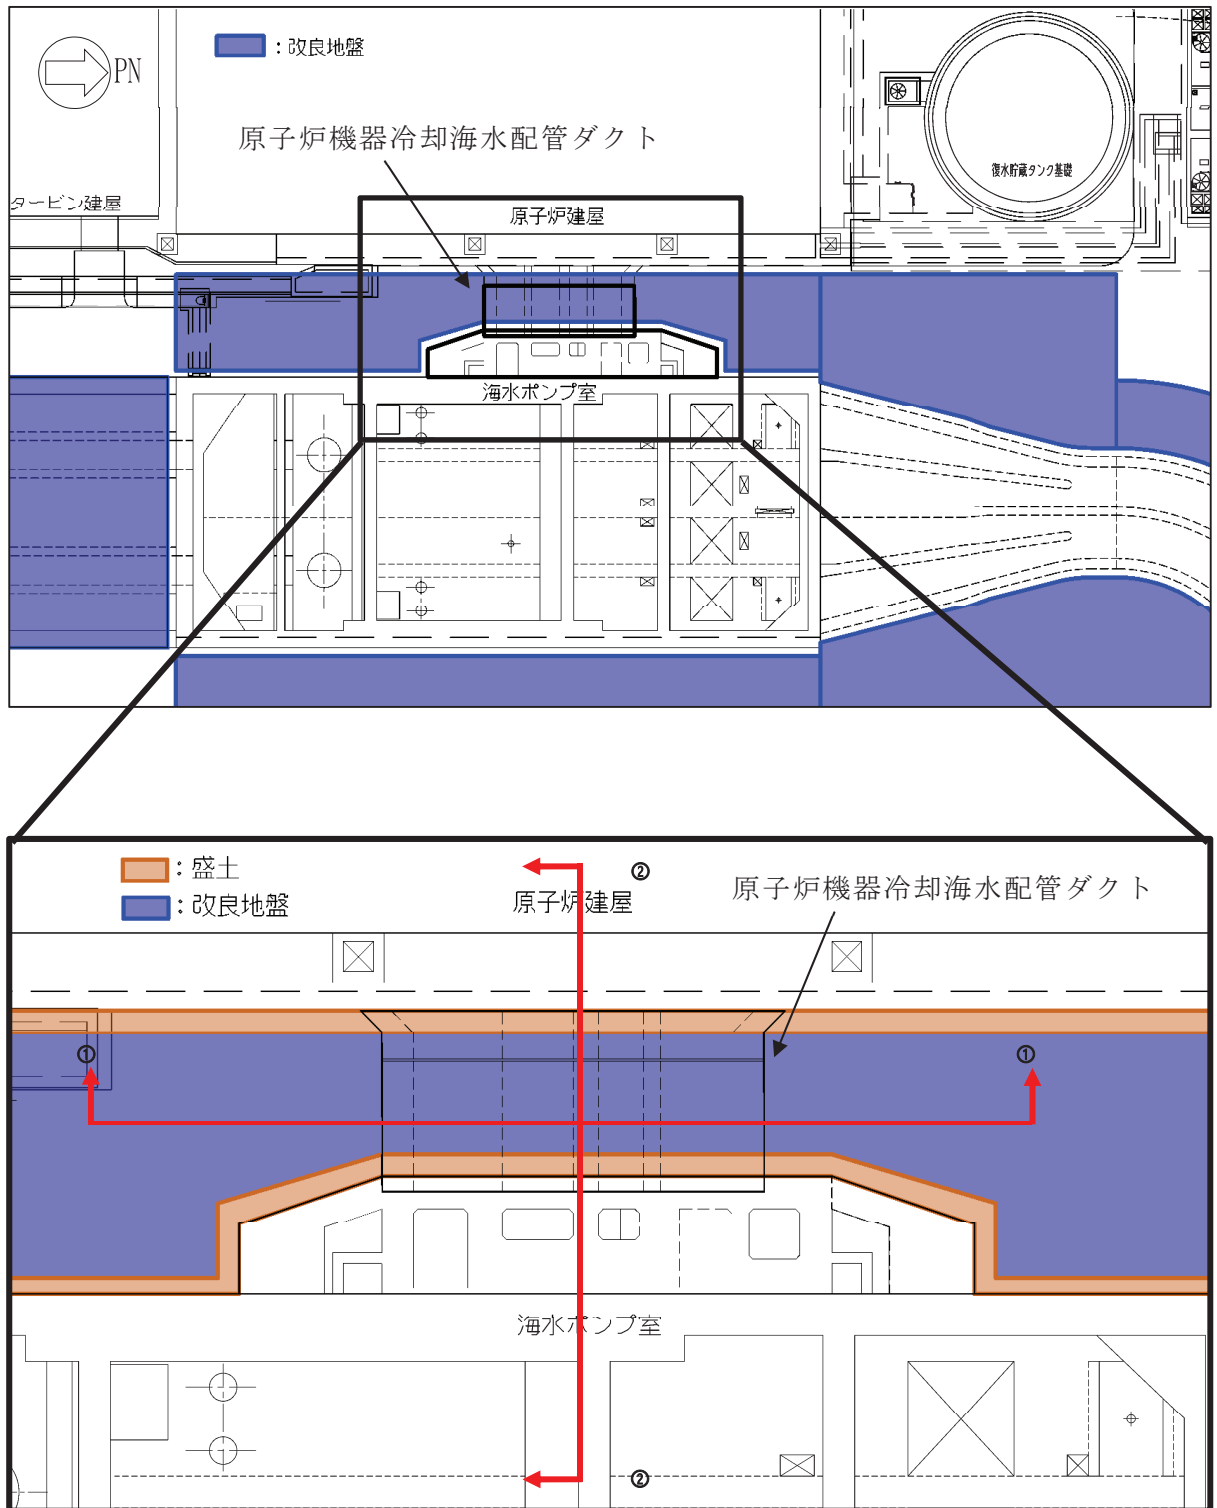 PN
：改良地盤
原子炉機器冷却海水配管ダクト
復水貯蔵タンク基礎
タービン建屋
原子炉建屋
海水ポンプ室
：盛土
②
：改良地盤
原子炉建屋
原子炉機器冷却海水配管ダクト
①
①
海水ポンプ室
②